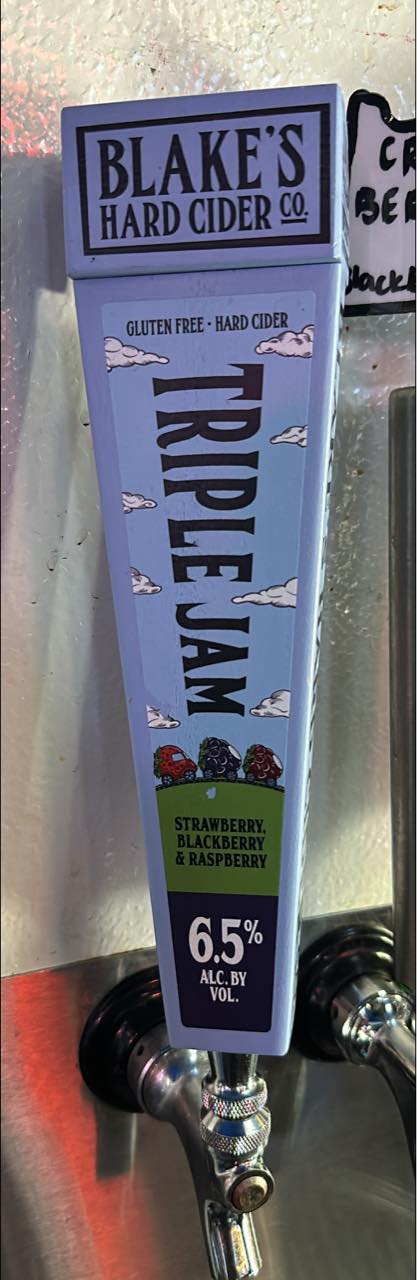 BLAKE'S
HARD CIDER CO.
GLUTEN FREE • HARD CIDER
TRIPLE JAM
STRAWBERRY,
BLACKBERRY
& RASPBERRY
6.5%
ALC. BY
VOL.